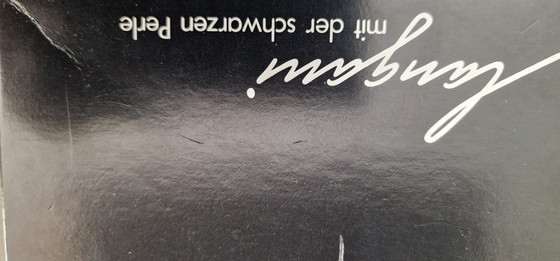 Langani
mit der schwarzen Perle